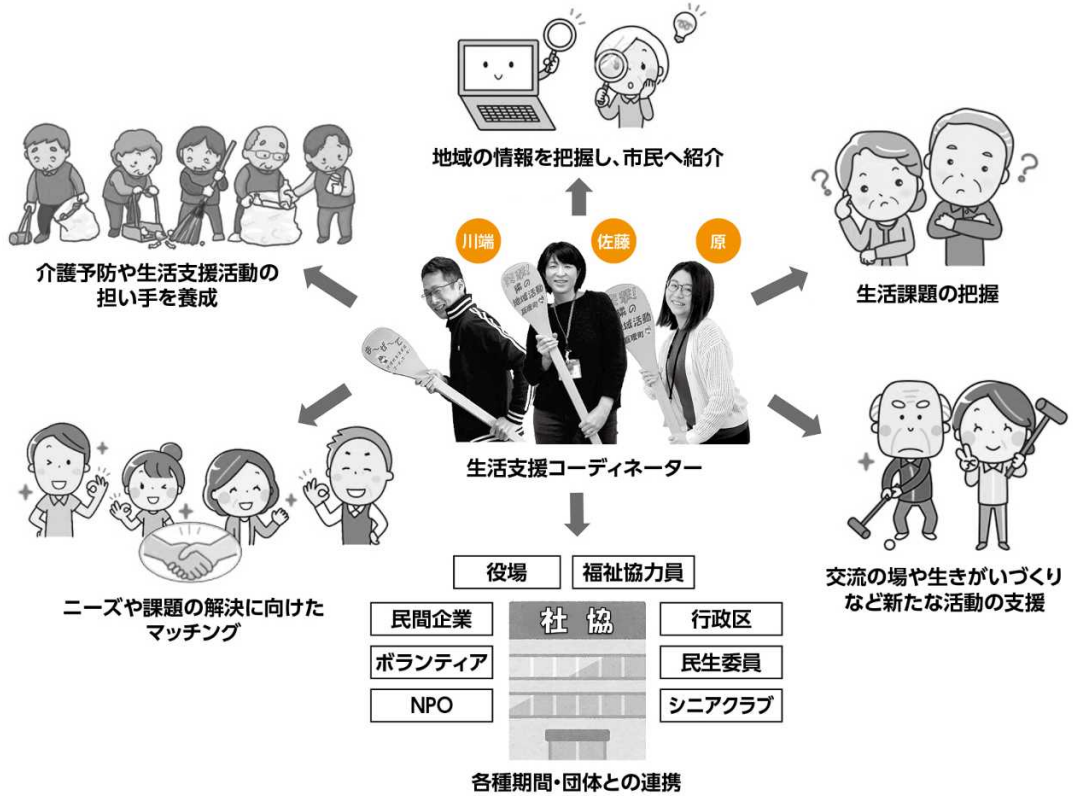 地域の情報を把握し、市民へ紹介
介護予防や生活支援活動の
担い手を養成
生活課題の把握
川端
佐藤
原
生活支援コーディネーター
ニーズや課題の解決に向けた
マッチング
交流の場や生きがいづくり
など新たな活動の支援
役場
福祉協力員
民間企業
社協
行政区
ボランティア
民生委員
NPO
シニアクラブ
各種期間・団体との連携